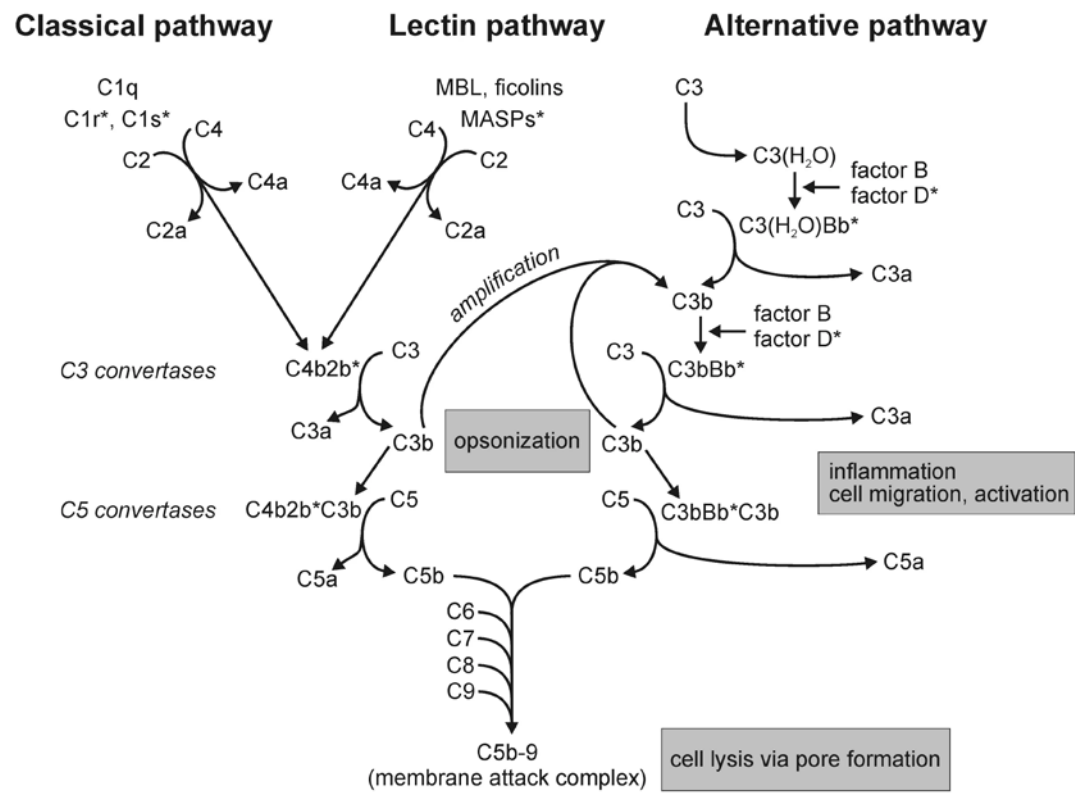 Classical pathway
Lectin pathway
Alternative pathway
C1q
C1r*, C1s*
C4
C2
C4a
C2a
MBL, ficolins
MASPs*
C4
C2
C4a
C2a
C3
C3(H₂O)
factor B
factor D*
C3
C3(H₂O)Bb*
C3a
amplification
C3b
factor B
factor D*
C3 convertases
C4b2b*
C3
C3
C3bBb*
C3a
C3a
C3b
opsonization
C3b
inflammation
cell migration, activation
C5 convertases
C4b2b*C3b
C5
C5
C3bBb*C3b
C5a
C5b
C5b
C5a
C6
C7
C8
C9
C5b-9
(membrane attack complex)
cell lysis via pore formation